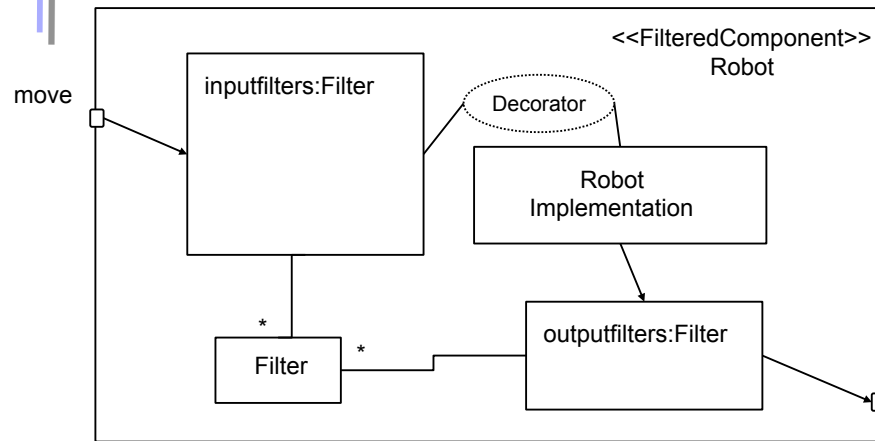 <<FilteredComponent>>
Robot
move
inputfilters:Filter
Decorator
Robot
Implementation
outputfilters:Filter
*
*
Filter